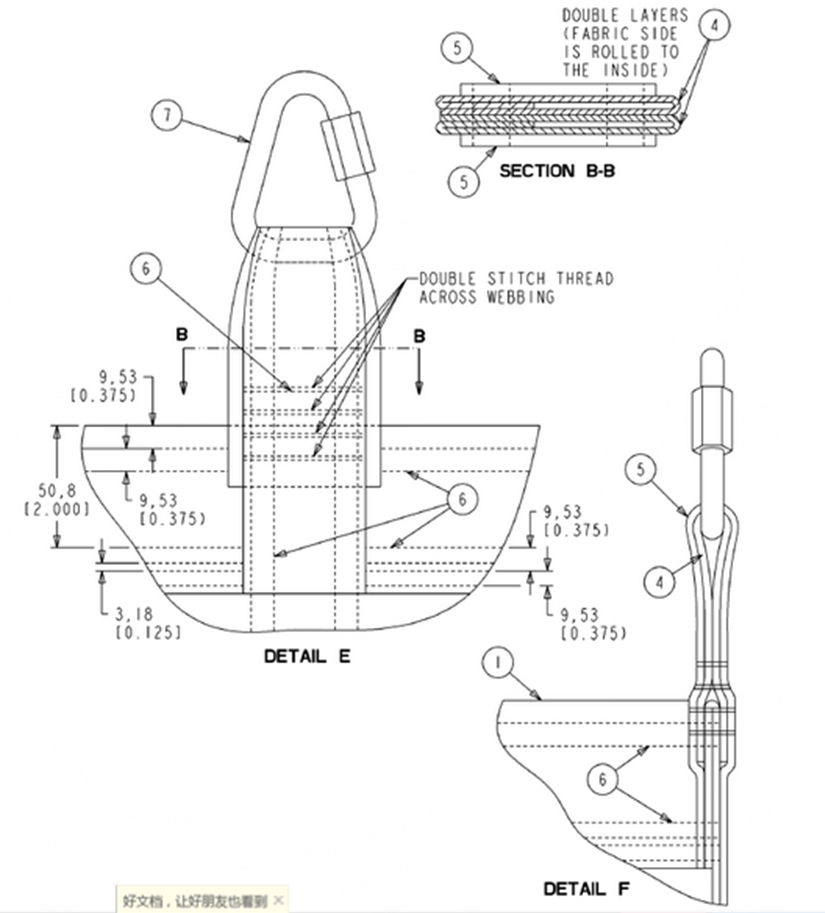 DOUBLE LAYERS
(FABRIC SIDE
IS ROLLED TO
THE INSIDE)
4
5
5
SECTION B-B
7
6
DOUBLE STITCH THREAD
ACROSS WEBBING
B
B
9,53
[0.375)
50,8
[2.000]
9,53
[0.375)
6
9,53
[0.375)
3,18
[0.125]
9,53
[0.375)
DETAIL E
5
4
1
6
DETAIL F
好文档，让好朋友也看到 ×